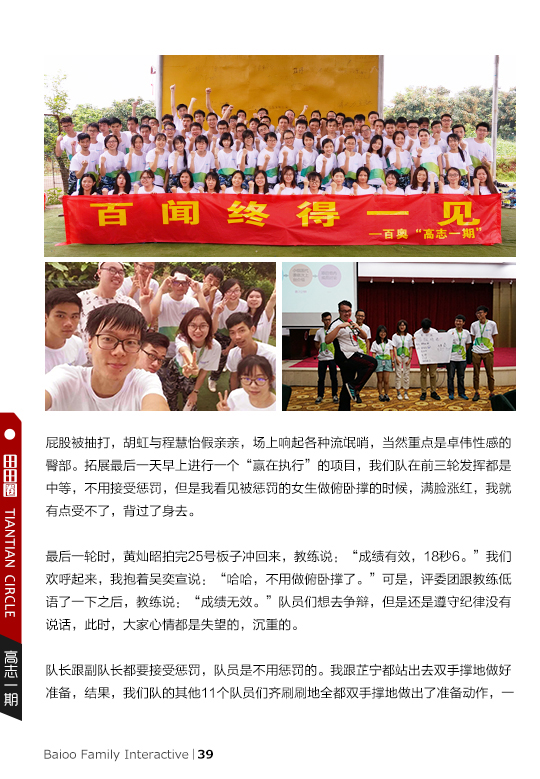 百闻终得一见
—百奥“高志一期”
屁股被抽打，胡虹与程慧怡假亲亲，场上响起各种流氓哨，当然重点是卓伟性感的
臀部。拓展最后一天早上进行一个“赢在执行”的项目，我们队在前三轮发挥都是
中等，不用接受惩罚，但是我看见被惩罚的女生做俯卧撑的时候，满脸涨红，我就
有点受不了，背过了身去。
最后一轮时，黄灿昭拍完25号板子冲回来，教练说：“成绩有效，18秒6。”我们
欢呼起来，我抱着吴奕宣说：“哈哈，不用做俯卧撑了。”可是，评委团跟教练低
语了一下之后，教练说：“成绩无效。”队员们想去争辩，但是还是遵守纪律没有
说话，此时，大家心情都是失望的，沉重的。
队长跟副队长都要接受惩罚，队员是不用惩罚的。我跟芷宁都站出去双手撑地做好
准备，结果，我们队的其他11个队员们齐刷刷地全都双手撑地做出了准备动作，一
田田圈 TIANTIAN CIRCLE
高志一期
Baioo Family Interactive | 39